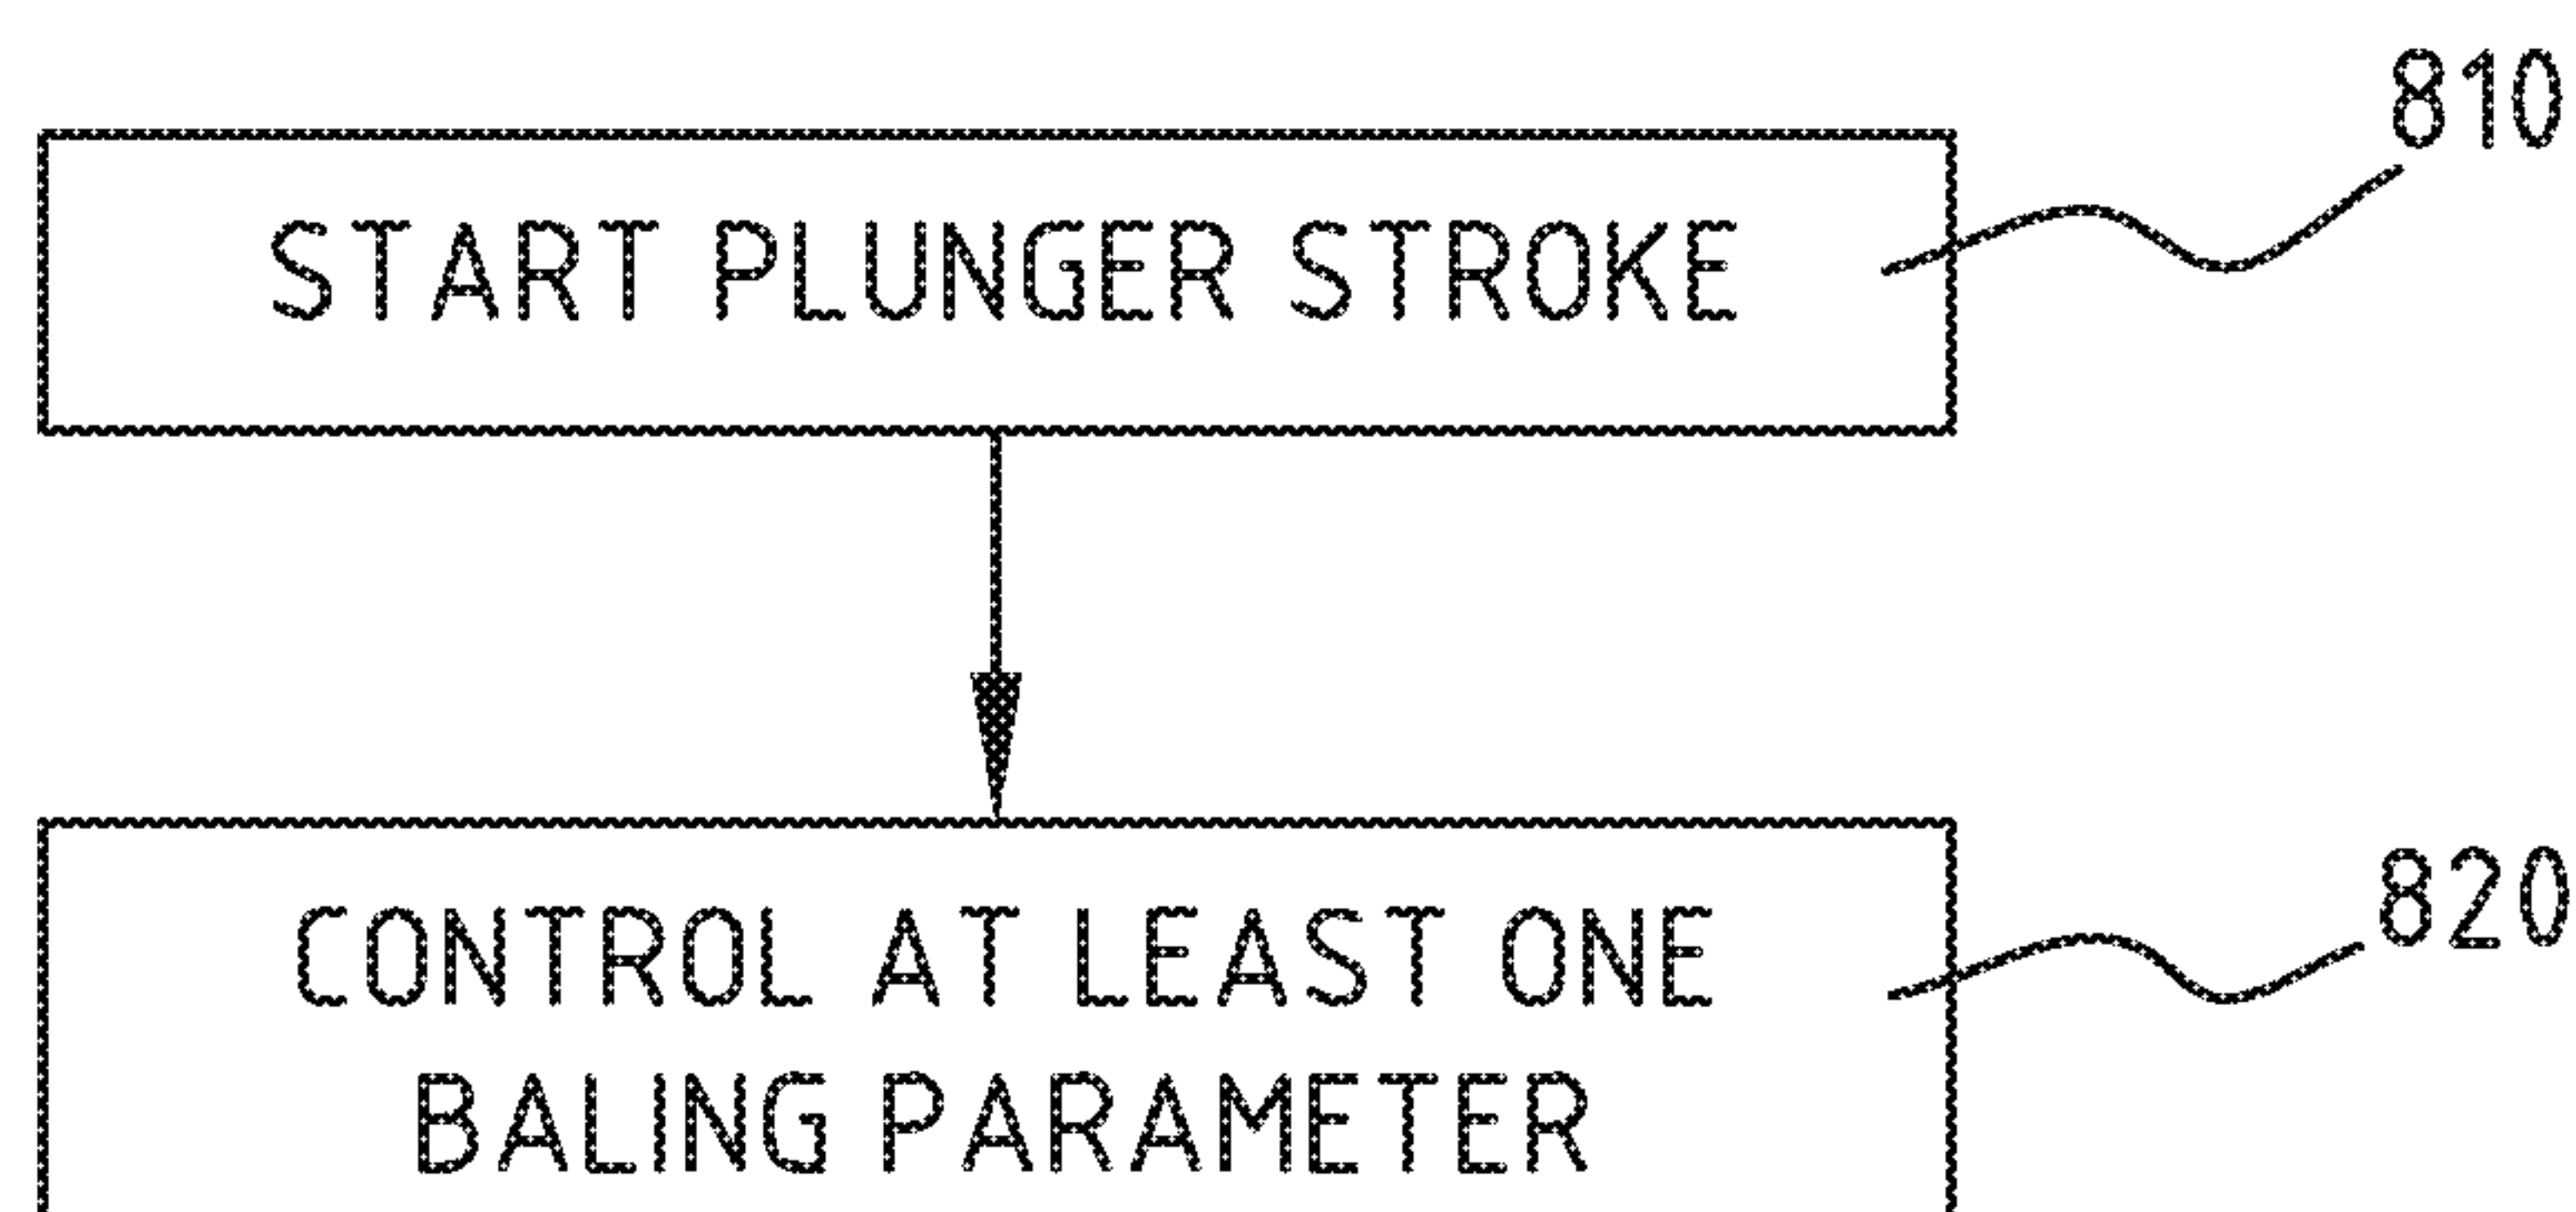 810
START PLUNGER STROKE
820
CONTROL AT LEAST ONE
BALING PARAMETER